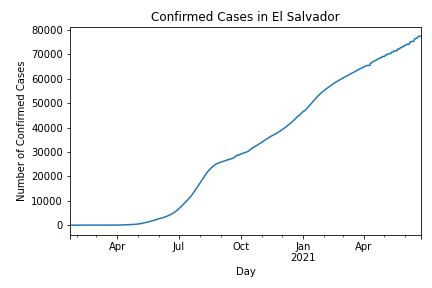 Confirmed Cases in El Salvador
80000
70000
60000
50000
40000
30000
20000
10000
0
Number of Confirmed Cases
Apr Jul Oct Jan Apr
2021
Day